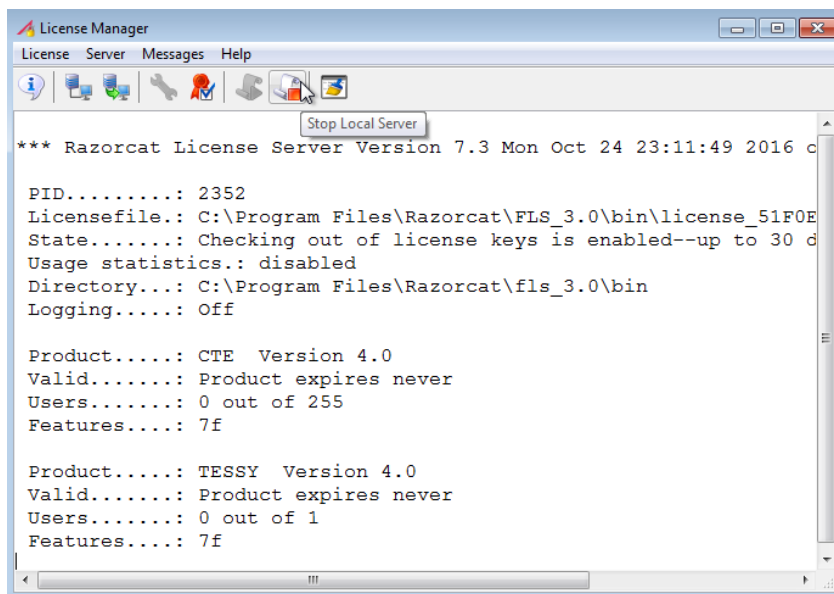 License Manager
License Server Messages Help
Stop Local Server
*** Razorcat License Server Version 7.3 Mon Oct 24 23:11:49 2016 c
PID.........: 2352
Licensefile.: C:\Program Files\Razorcat\FLS_3.0\bin\license_51F0E
State.......: Checking out of license keys is enabled--up to 30 d
Usage statistics.: disabled
Directory...: C:\Program Files\Razorcat\fls_3.0\bin
Logging.....: Off
Product.....: CTE  Version 4.0
Valid.......: Product expires never
Users.......: 0 out of 255
Features....: 7f
Product.....: TESSY  Version 4.0
Valid.......: Product expires never
Users.......: 0 out of 1
Features....: 7f